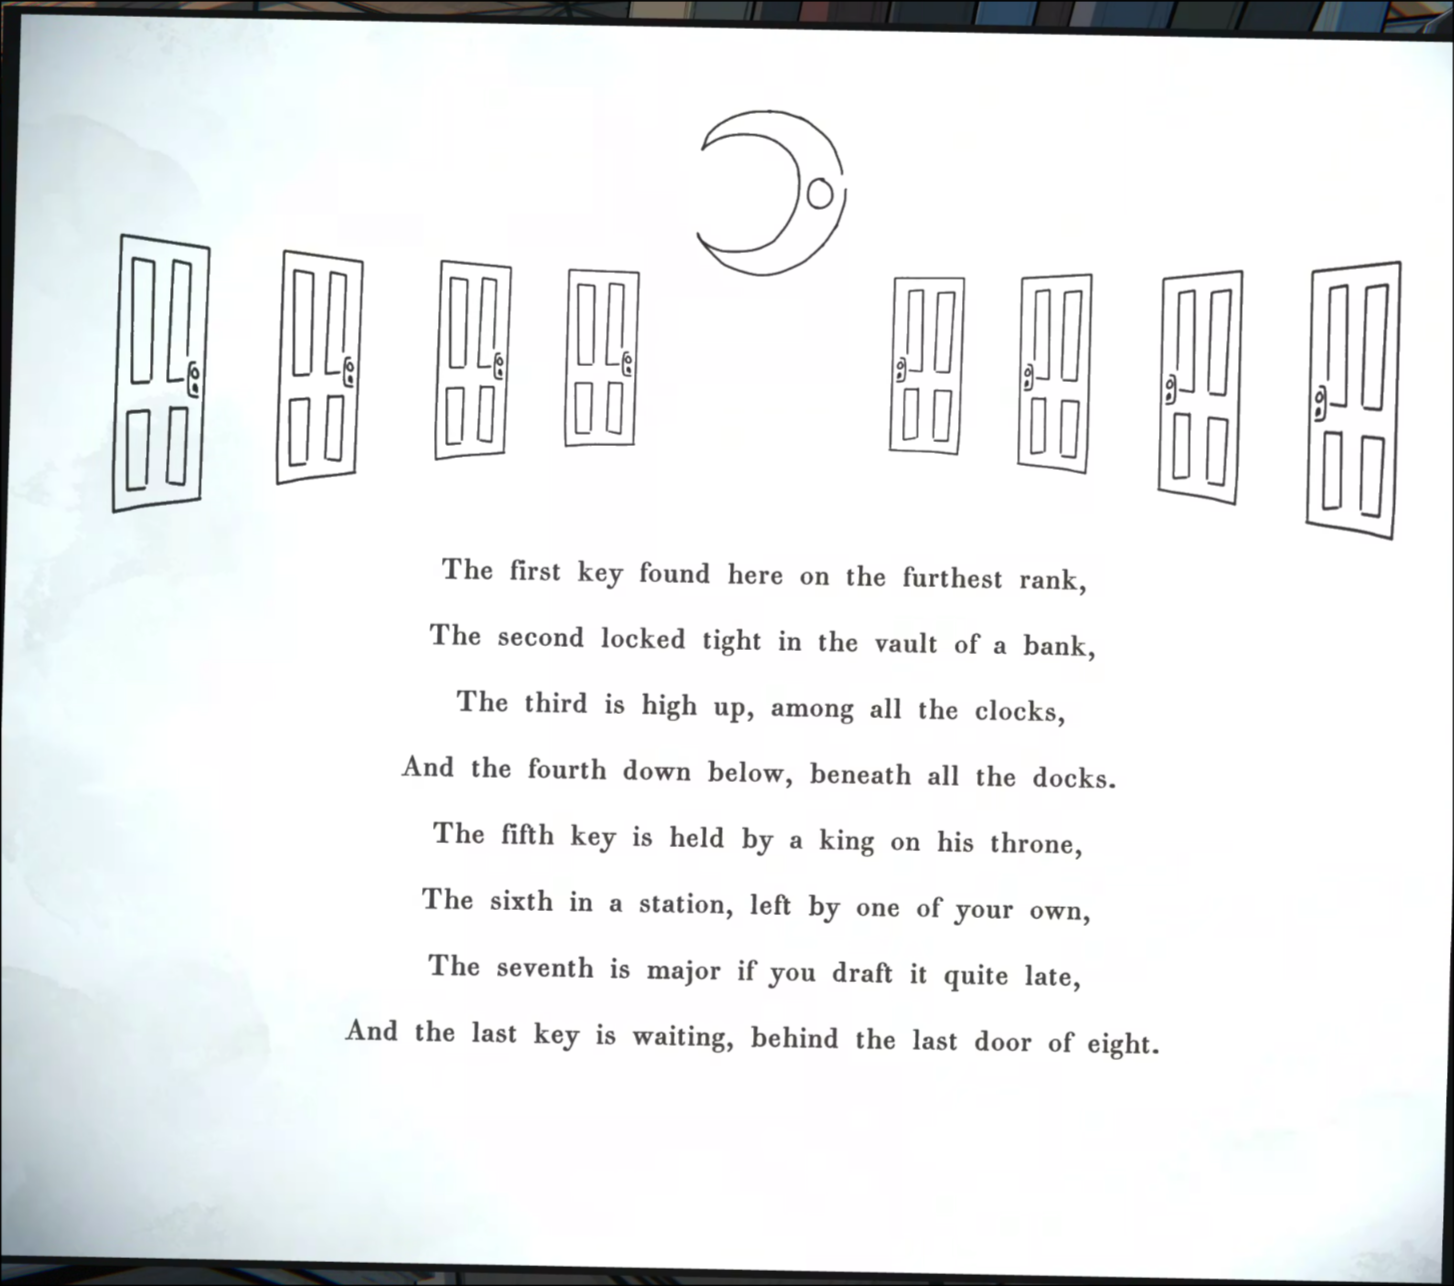 The first key found here on the furthest rank,
The second locked tight in the vault of a bank,
The third is high up, among all the clocks,
And the fourth down below, beneath all the docks.
The fifth key is held by a king on his throne,
The sixth in a station, left by one of your own,
The seventh is major if you draft it quite late,
And the last key is waiting, behind the last door of eight.